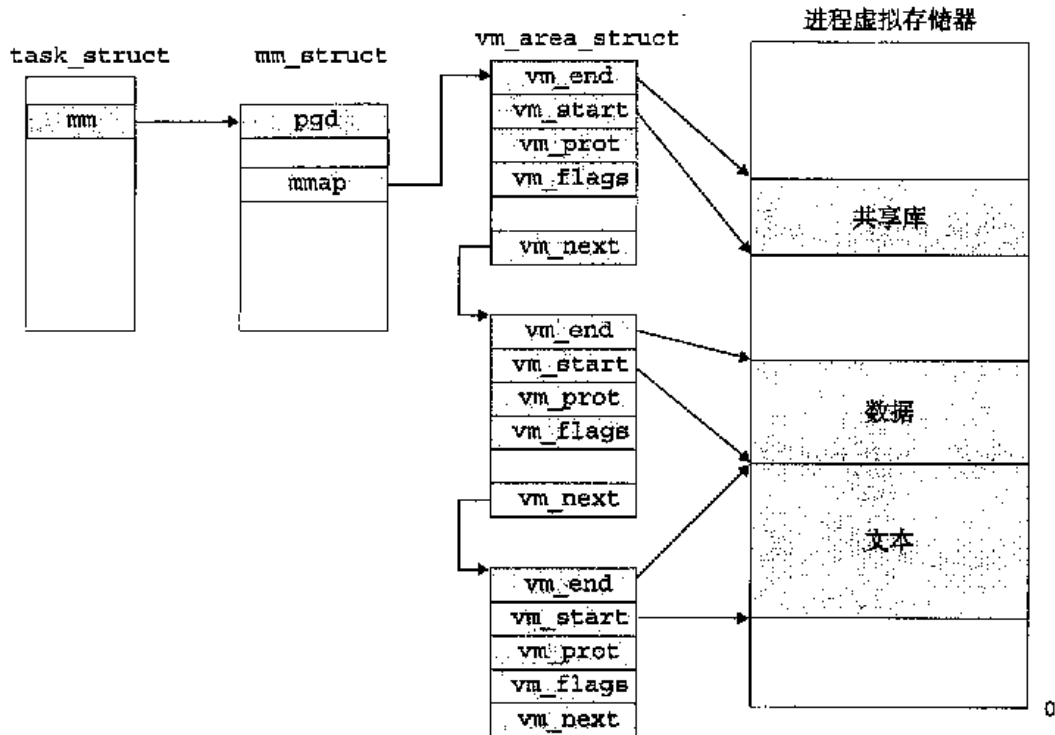 进程虚拟存储器
task_struct
mm_struct
vm_area_struct
mm
pgd
mmap
vm_end
vm_start
vm_prot
vm_flags
vm_next
vm_end
vm_start
vm_prot
vm_flags
vm_next
vm_end
vm_start
vm_prot
vm_flags
vm_next
共享库
数据
文本
0